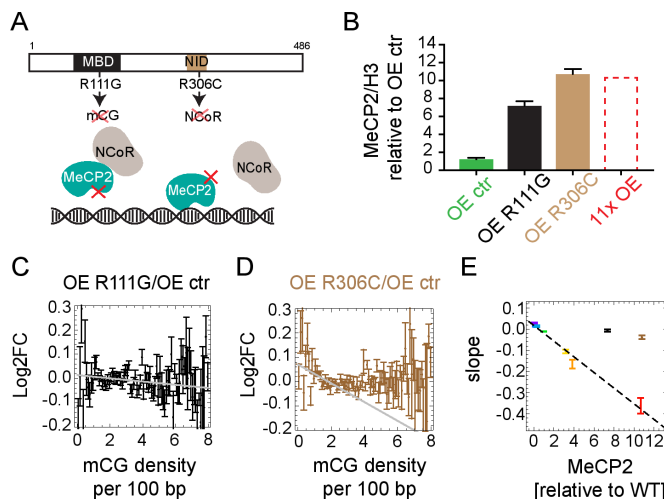 A
1
486
MBD
NID
R111G
R306C
mCG
NCoR
NCoR
NCoR
MeCP2
MeCP2
B
MeCP2/H3
relative to OE ctr
14
12
10
8
6
4
2
0
OE ctr
OE R111G
OE R306C
11x OE
C
OE R111G/OE ctr
Log2FC
0.3
0.2
0.1
0.0
-0.1
-0.2
0 2 4 6 8
mCG density
per 100 bp
D
OE R306C/OE ctr
Log2FC
0.3
0.2
0.1
0.0
-0.1
-0.2
0 2 4 6 8
mCG density
per 100 bp
E
slope
0.1
0.0
-0.1
-0.2
-0.3
-0.4
0 2 4 6 8 10 12
MeCP2
[relative to WT]